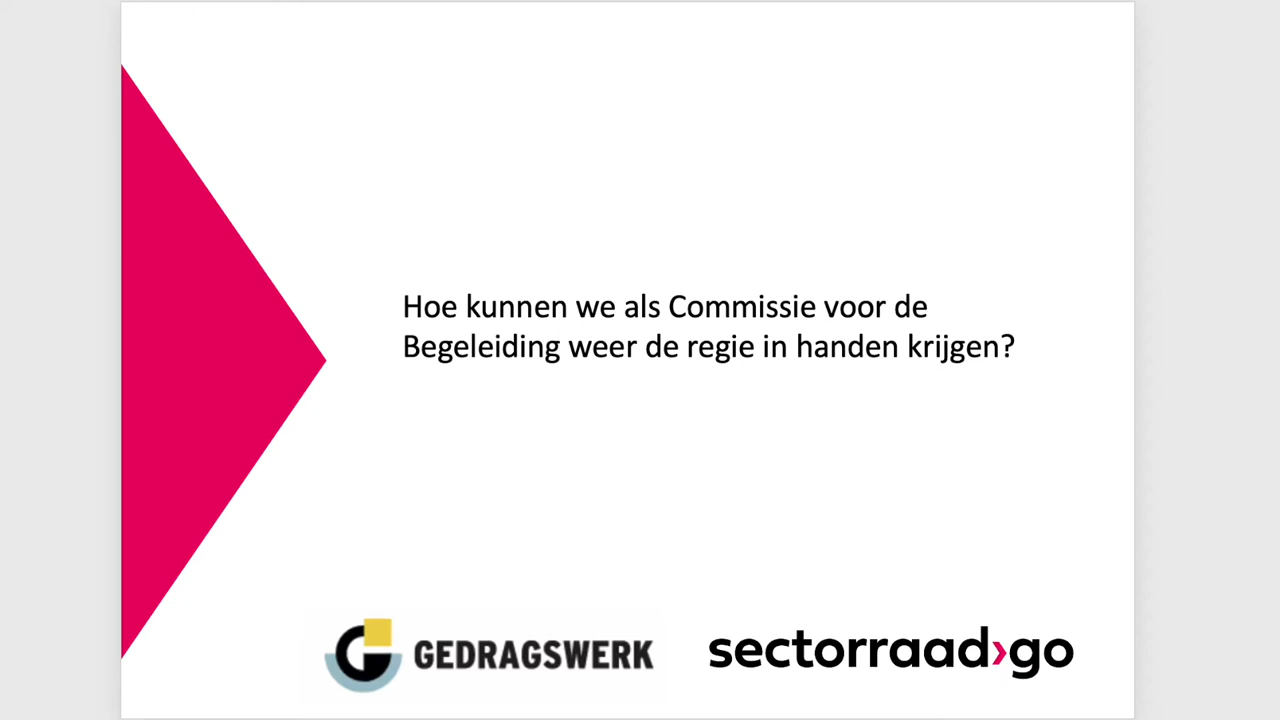 Hoe kunnen we als Commissie voor de
Begeleiding weer de regie in handen krijgen?
GEDRAGSWERK
sectorraad›go